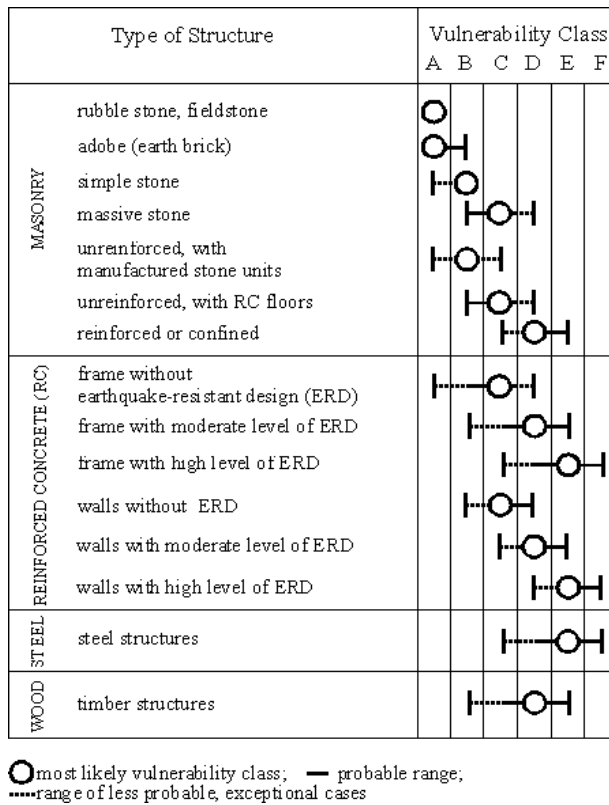 Type of Structure
Vulnerability Class
A B C D E F
MASONRY
rubble stone, fieldstone
adobe (earth brick)
simple stone
massive stone
unreinforced, with
manufactured stone units
unreinforced, with RC floors
reinforced or confined
REINFORCED CONCRETE (RC)
frame without
earthquake-resistant design (ERD)
frame with moderate level of ERD
frame with high level of ERD
walls without ERD
walls with moderate level of ERD
walls with high level of ERD
STEEL
steel structures
WOOD
timber structures
most likely vulnerability class; probable range;
range of less probable, exceptional cases